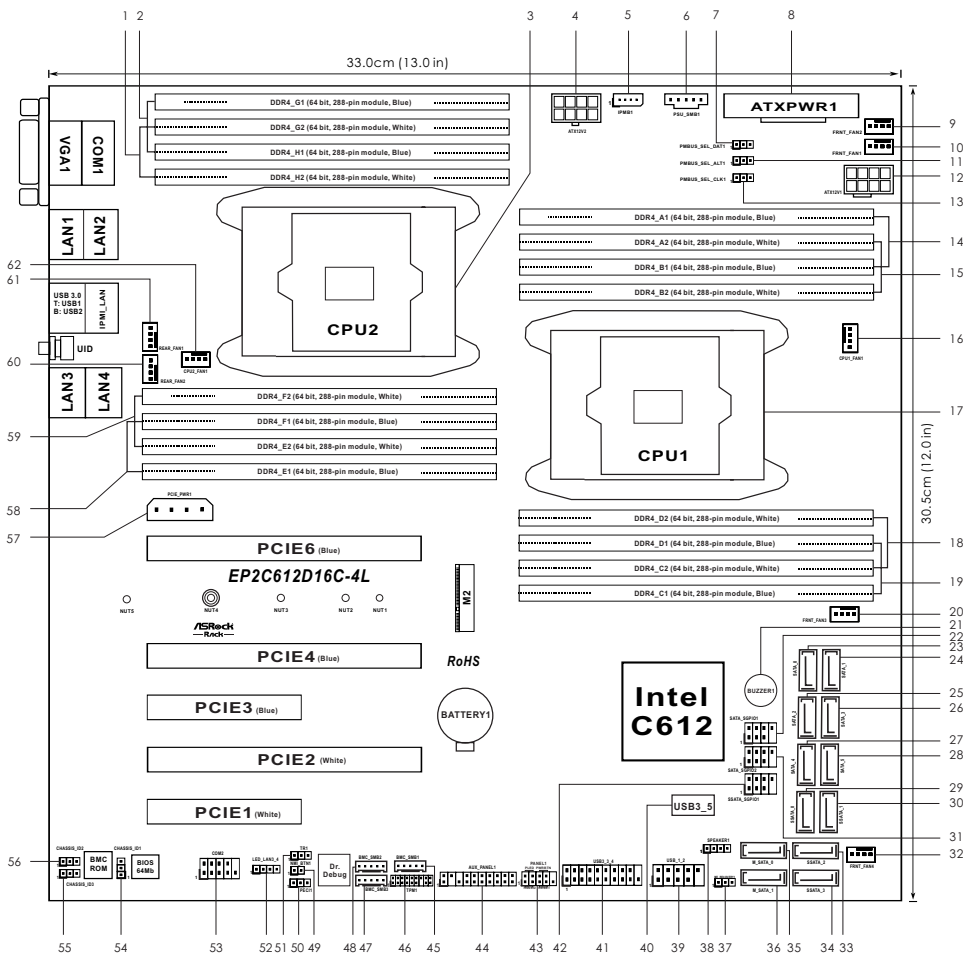 1 2 3 4 5 6 7 8
33.0cm (13.0 in)
DDR4_G1 (64 bit, 288-pin module, Blue)
DDR4_G2 (64 bit, 288-pin module, White)
DDR4_H1 (64 bit, 288-pin module, Blue)
DDR4_H2 (64 bit, 288-pin module, White)
ATX12V2
IPMB1
PSU_SMB1
ATXPWR1
FRNT_FAN2
9
FRNT_FAN1
10
PMBUS_SEL_DAT1
PMBUS_SEL_ALT1
11
ATX12V1
12
PMBUS_SEL_CLK1
13
VGA1
COM1
LAN1
LAN2
DDR4_A1 (64 bit, 288-pin module, Blue)
DDR4_A2 (64 bit, 288-pin module, White)
DDR4_B1 (64 bit, 288-pin module, Blue)
DDR4_B2 (64 bit, 288-pin module, White)
14
15
62
61
USB 3.0
T: USB1
B: USB2
IPMI_LAN
UID
REAR_FAN1
CPU2_FAN1
REAR_FAN2
60
CPU2
16
CPU1_FAN1
LAN3
LAN4
DDR4_F2 (64 bit, 288-pin module, White)
DDR4_F1 (64 bit, 288-pin module, Blue)
DDR4_E2 (64 bit, 288-pin module, White)
DDR4_E1 (64 bit, 288-pin module, Blue)
59
58
CPU1
17
30.5cm (12.0 in)
PCIE_PWR1
57
DDR4_D2 (64 bit, 288-pin module, White)
DDR4_D1 (64 bit, 288-pin module, Blue)
DDR4_C2 (64 bit, 288-pin module, White)
DDR4_C1 (64 bit, 288-pin module, Blue)
18
19
PCIE6 (Blue)
EP2C612D16C-4L
NUT5 NUT4 NUT3 NUT2 NUT1
M2
ASRock
Rack
FRNT_FAN3
20
21
22
23
24
PCIE4 (Blue)
RoHS
Intel
C612
BUZZER1
SATA_0
SATA_1
25
26
PCIE3 (Blue)
BATTERY1
SATA_SGPIO1
SATA_2
SATA_3
27
28
PCIE2 (White)
SATA_SGPIO2
SATA_4
SATA_5
29
30
PCIE1 (White)
SSATA_SGPIO1
USB3_5
SSATA_0
SSATA_1
31
56
CHASSIS_ID2
CHASSIS_ID3
BMC
ROM
CHASSIS_ID1
BIOS
64Mb
COM2
LED_LAN3_4
TR1
NMI_BTN1
PECI1
Dr.
Debug
BMC_SMB2
BMC_SMB3
BMC_SMB1
TPM1
AUX_PANEL1
PANEL1
USB3_3_4
USB_1_2
SPEAKER1
M_SATA_0
SSATA_2
M_SATA_1
SSATA_3
FRNT_FAN4
32
55 54 53 52 51 50 49 48 47 46 45 44 43 42 41 40 39 38 37 36 35 34 33